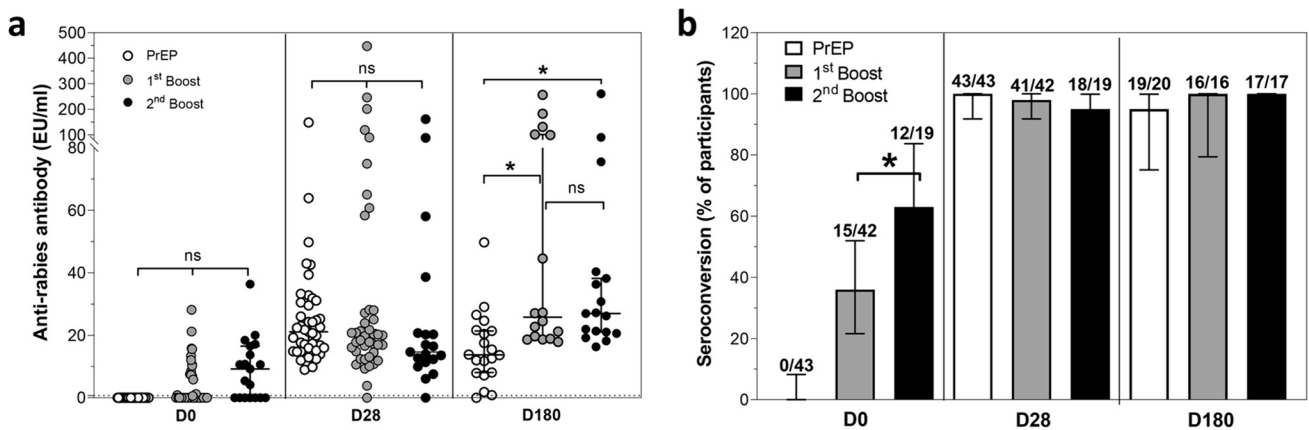 a
Anti-rabies antibody (EU/ml)
500
400
300
200
100
80
60
40
20
0
PrEP
1st Boost
2nd Boost
ns
ns
*
*
ns
D0
D28
D180
b
Seroconversion (% of participants)
120
100
80
60
40
20
0
PrEP
1st Boost
2nd Boost
0/43
15/42
12/19
*
43/43
41/42
18/19
19/20
16/16
17/17
D0
D28
D180